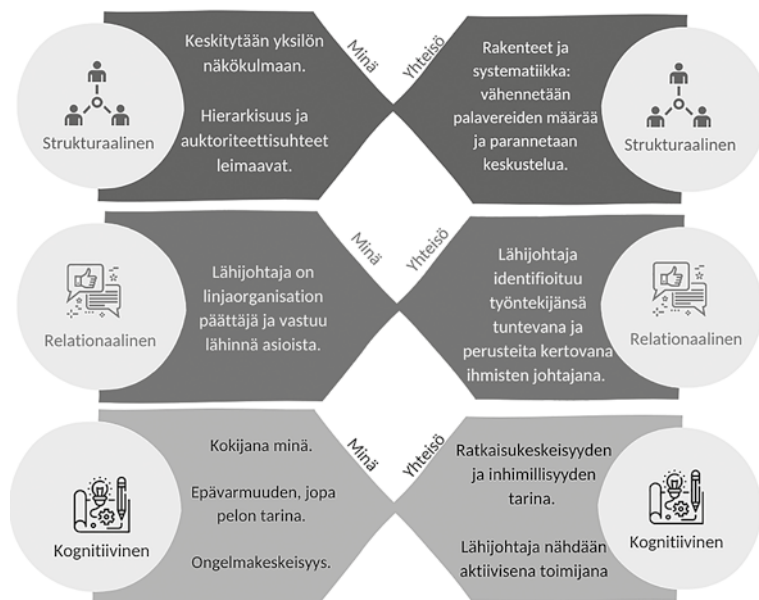 Strukturaalinen
Keskitytään yksilön
näkökulmaan.
Hierarkisuus ja
auktoriteettisuhteet
leimaavat.
Minä
Yhteisö
Rakenteet ja
systematiikka:
vähennetään
palavereiden määrää
ja parannetaan
keskustelua.
Strukturaalinen
Relationaalinen
Lähijohtaja on
linjaorganisation
päättäjä ja vastuu
lähinnä asioista.
Minä
Yhteisö
Lähijohtaja
identifioituu
työntekijänsä
tuntevana ja
perusteita kertovana
ihmisten johtajana.
Relationaalinen
Kognitiivinen
Kokijana minä.
Epävarmuuden, jopa
pelon tarina.
Ongelmakeskeisyys.
Minä
Yhteisö
Ratkaisukeskeisyyden
ja inhimillisyyden
tarina.
Lähijohtaja nähdään
aktiivisena toimijana
Kognitiivinen